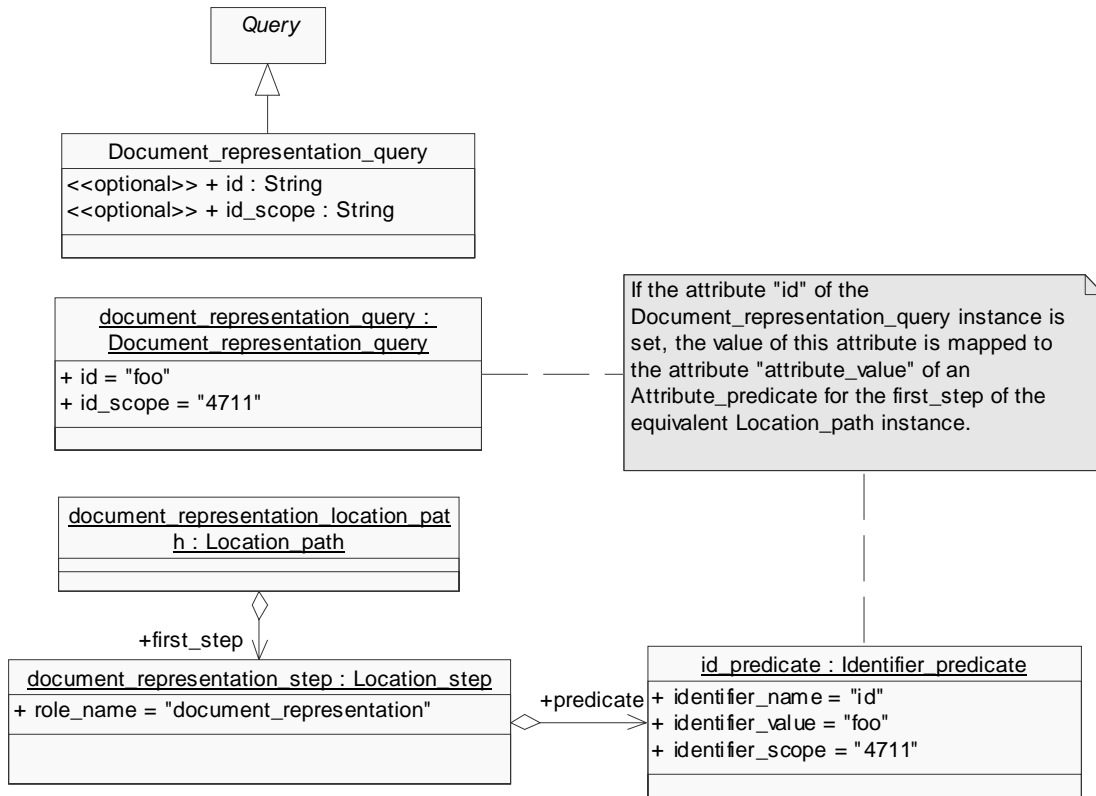 Query
Document_representation_query
<<optional>> + id : String
<<optional>> + id_scope : String
document_representation_query :
Document_representation_query
+ id = "foo"
+ id_scope = "4711"
If the attribute "id" of the
Document_representation_query instance is
set, the value of this attribute is mapped to
the attribute "attribute_value" of an
Attribute_predicate for the first_step of the
equivalent Location_path instance.
document_representation_location_pat
h : Location_path
+first_step
document_representation_step : Location_step
+ role_name = "document_representation"
+predicate
id_predicate : Identifier_predicate
+ identifier_name = "id"
+ identifier_value = "foo"
+ identifier_scope = "4711"